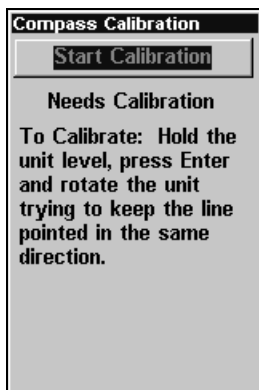 Compass Calibration
Start Calibration
Needs Calibration
To Calibrate: Hold the
unit level, press Enter
and rotate the unit
trying to keep the line
pointed in the same
direction.